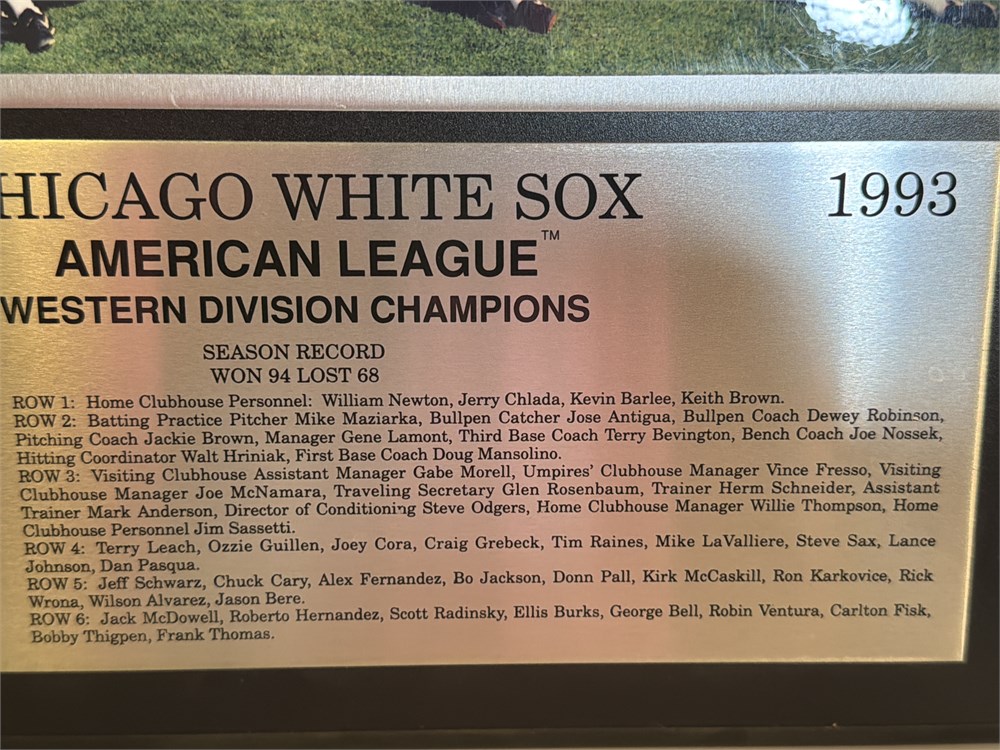 HICAGO WHITE SOX 1993
AMERICAN LEAGUE™
WESTERN DIVISION CHAMPIONS
SEASON RECORD
WON 94 LOST 68
ROW 1: Home Clubhouse Personnel: William Newton, Jerry Chlada, Kevin Barlee, Keith Brown.
ROW 2: Batting Practice Pitcher Mike Maziarka, Bullpen Catcher Jose Antigua, Bullpen Coach Dewey Robinson,
Pitching Coach Jackie Brown, Manager Gene Lamont, Third Base Coach Terry Bevington, Bench Coach Joe Nossek,
Hitting Coordinator Walt Hriniak, First Base Coach Doug Mansolino.
ROW 3: Visiting Clubhouse Assistant Manager Gabe Morell, Umpires' Clubhouse Manager Vince Fresso, Visiting
Clubhouse Manager Joe McNamara, Traveling Secretary Glen Rosenbaum, Trainer Herm Schneider, Assistant
Trainer Mark Anderson, Director of Conditioning Steve Odgers, Home Clubhouse Manager Willie Thompson, Home
Clubhouse Personnel Jim Sassetti.
ROW 4: Terry Leach, Ozzie Guillen, Joey Cora, Craig Grebeck, Tim Raines, Mike LaValliere, Steve Sax, Lance
Johnson, Dan Pasqua.
ROW 5: Jeff Schwarz, Chuck Cary, Alex Fernandez, Bo Jackson, Donn Pall, Kirk McCaskill, Ron Karkovice, Rick
Wrona, Wilson Alvarez, Jason Bere.
ROW 6: Jack McDowell, Roberto Hernandez, Scott Radinsky, Ellis Burks, George Bell, Robin Ventura, Carlton Fisk,
Bobby Thigpen, Frank Thomas.